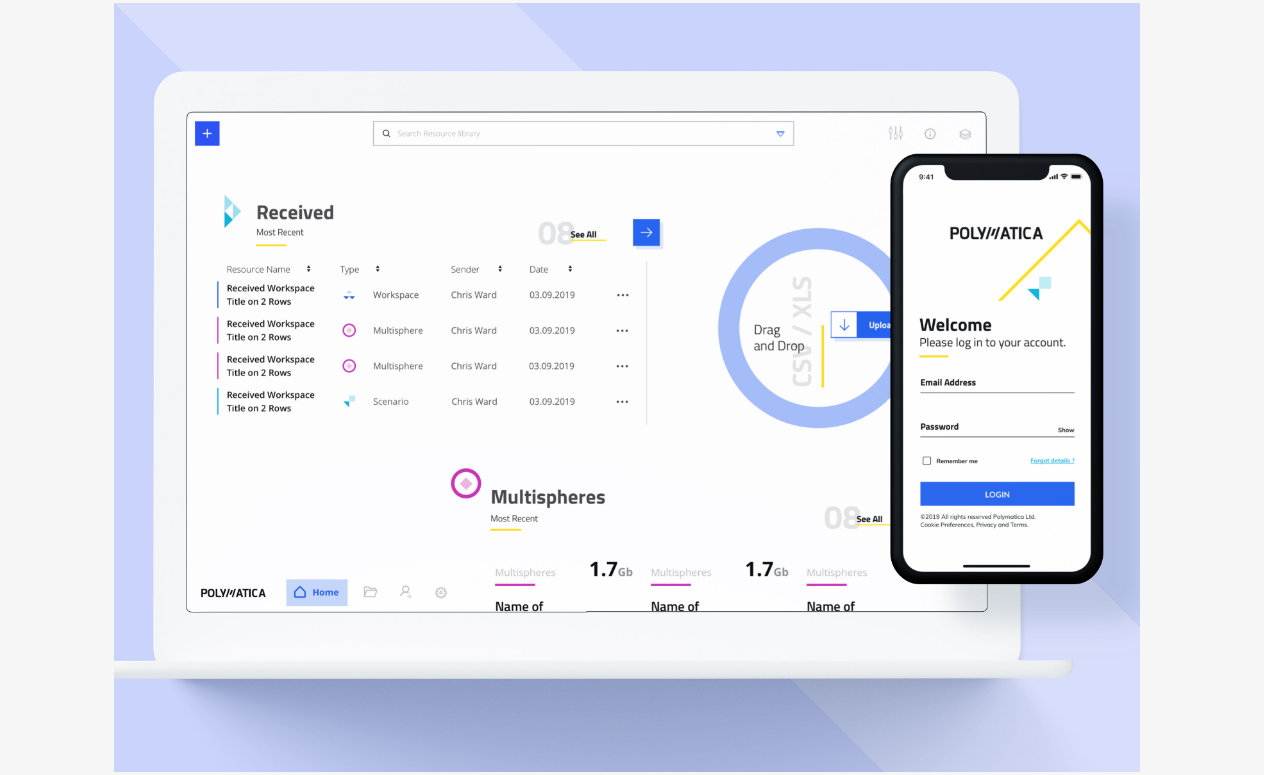 +
Search Resource library
Received
Most Recent
08
See All
Resource Name Type Sender Date
Received Workspace
Title on 2 Rows
Workspace Chris Ward 03.09.2019
Received Workspace
Title on 2 Rows
Multisphere Chris Ward 03.09.2019
Received Workspace
Title on 2 Rows
Multisphere Chris Ward 03.09.2019
Received Workspace
Title on 2 Rows
Scenario Chris Ward 03.09.2019
Drag
and Drop
CSV / XLS
Multispheres
Most Recent
08
See All
Multispheres 1.7Gb
Name of
Multispheres 1.7Gb
Name of
Multispheres
Name of
POLYMATICA
Home
9:41
POLYMATICA
Welcome
Please log in to your account.
Email Address
Password
Show
Remember me
Forgot details ?
LOGIN
©2019 All rights reserved Polymatica Ltd.
Cookie Preferences, Privacy and Terms.